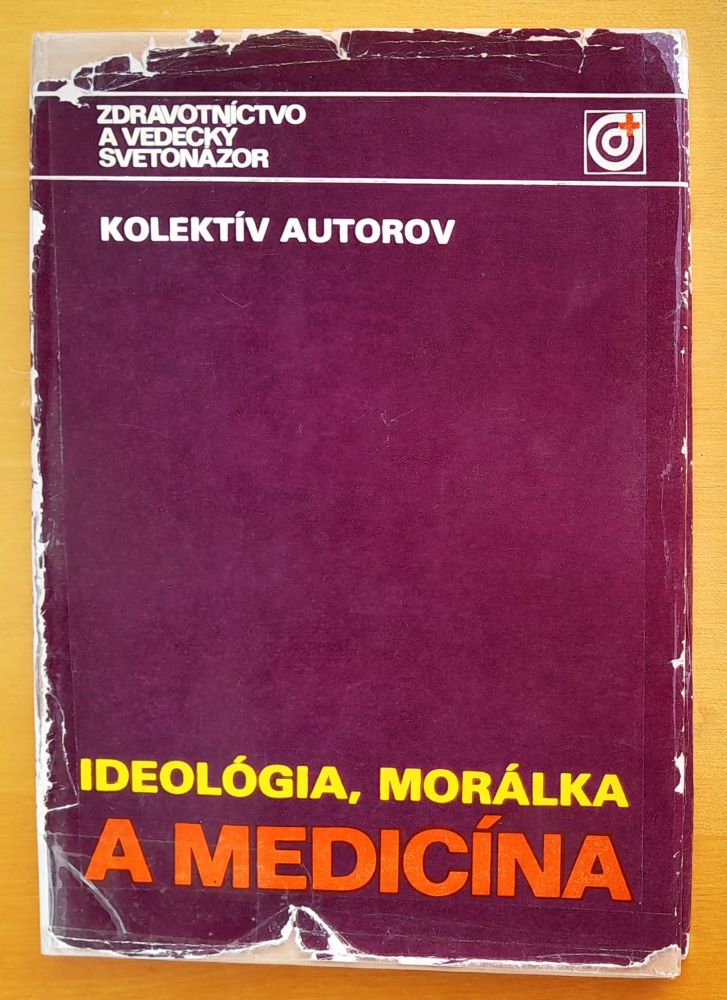 ZDRAVOTNÍCTVO
A VEDECKÝ
SVETONÁZOR
KOLEKTÍV AUTOROV
IDEOLÓGIA, MORÁLKA
A MEDICÍNA